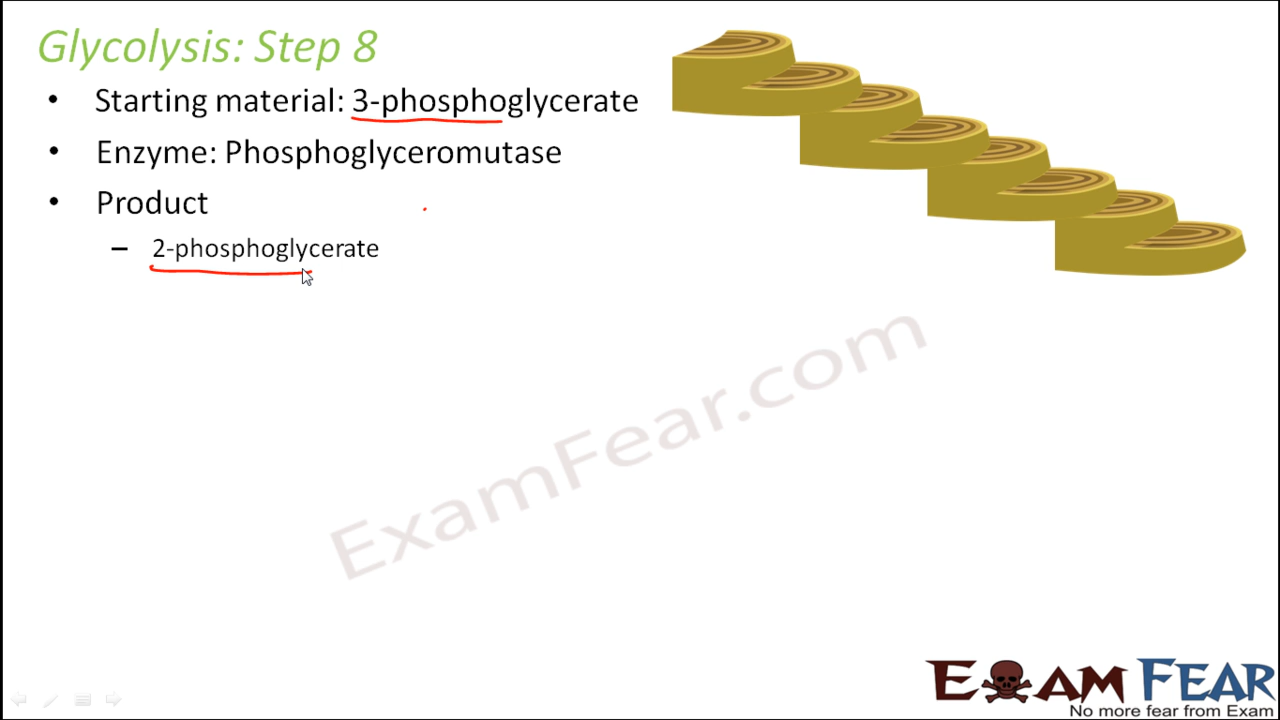 Glycolysis: Step 8
• Starting material: 3-phosphoglycerate
• Enzyme: Phosphoglyceromutase
• Product
– 2-phosphoglycerate
ExamFear.com
EXAM FEAR
No more fear from Exam